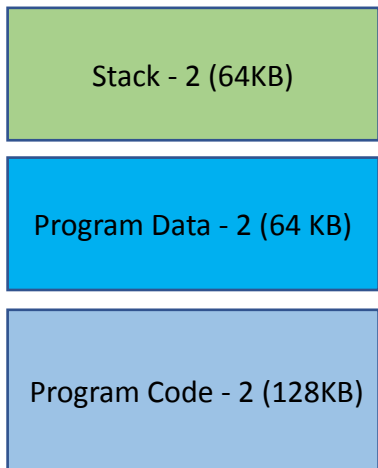 Stack - 2 (64KB)
Program Data - 2 (64 KB)
Program Code - 2 (128KB)